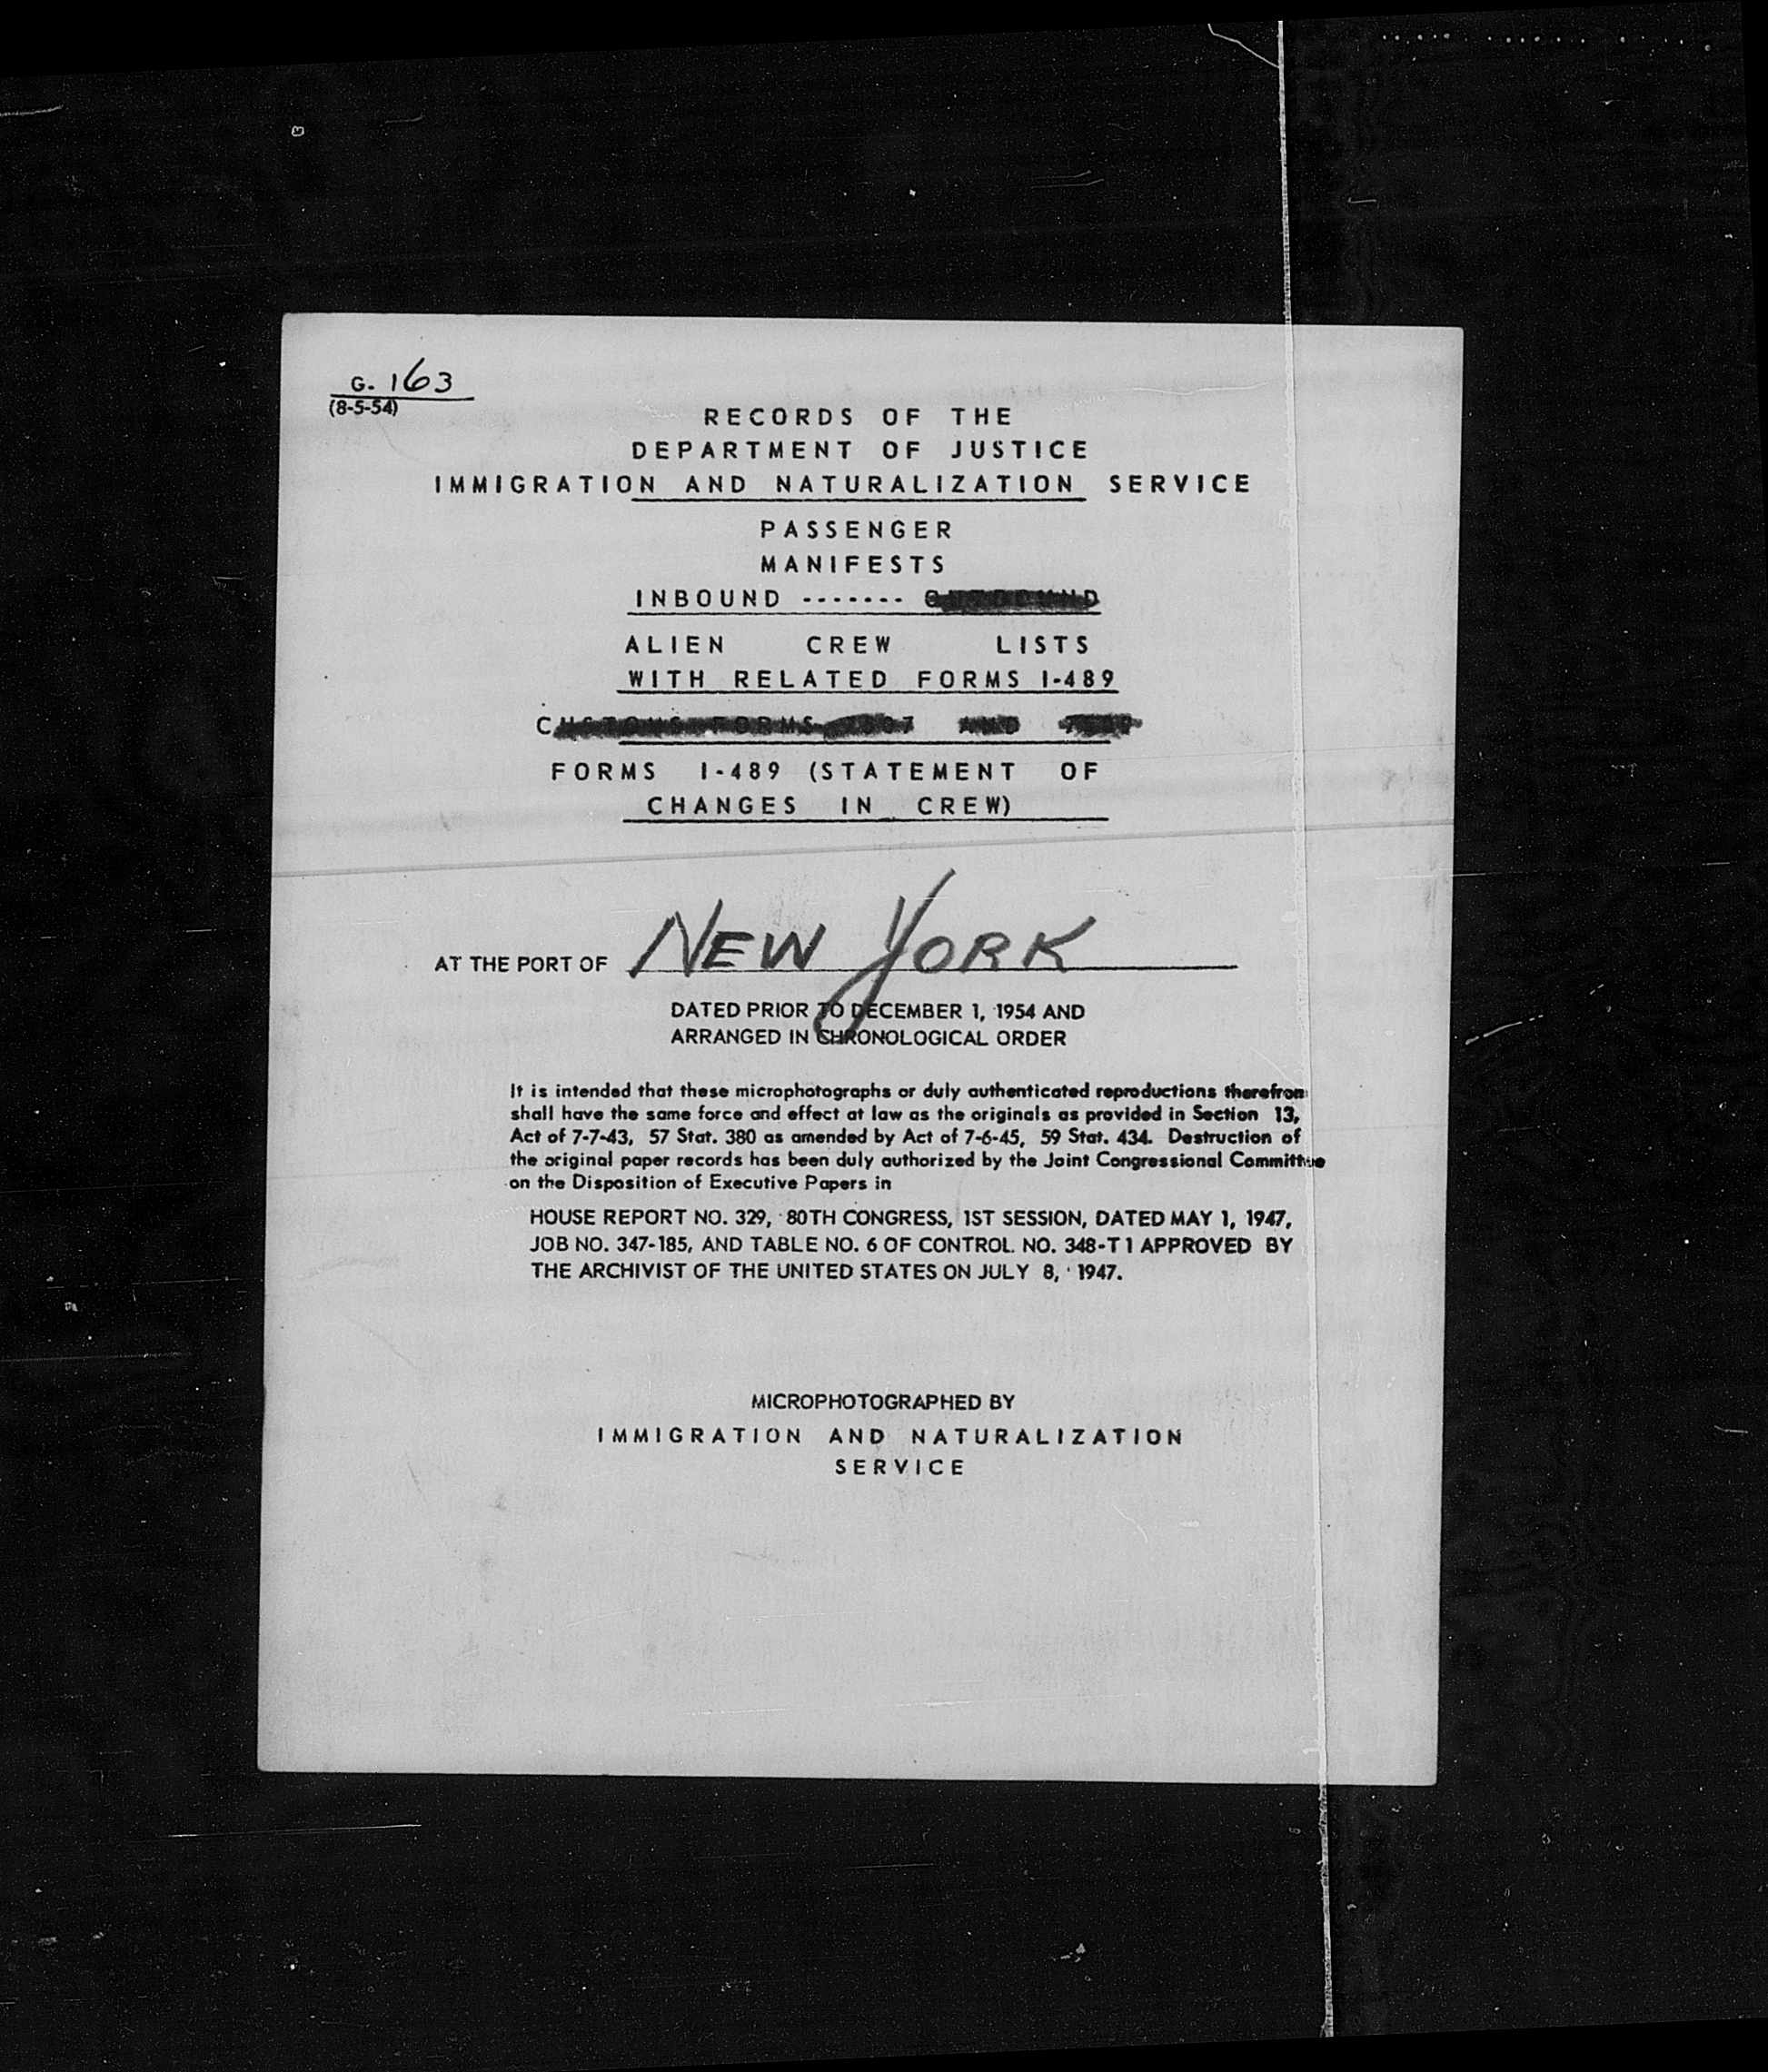 G. 163
(8-5-54)
RECORDS OF THE
DEPARTMENT OF JUSTICE
IMMIGRATION AND NATURALIZATION SERVICE
PASSENGER
MANIFESTS
INBOUND -------
ALIEN CREW LISTS
WITH RELATED FORMS I-489
FORMS I-489 (STATEMENT OF
CHANGES IN CREW)
AT THE PORT OF NEW YORK
DATED PRIOR TO DECEMBER 1, 1954 AND
ARRANGED IN CHRONOLOGICAL ORDER
It is intended that these microphotographs or duly authenticated reproductions therefrom
shall have the same force and effect at law as the originals as provided in Section 13,
Act of 7-7-43, 57 Stat. 380 as amended by Act of 7-6-45, 59 Stat. 434. Destruction of
the original paper records has been duly authorized by the Joint Congressional Committee
on the Disposition of Executive Papers in
HOUSE REPORT NO. 329, 80TH CONGRESS, 1ST SESSION, DATED MAY 1, 1947,
JOB NO. 347-185, AND TABLE NO. 6 OF CONTROL NO. 348-T1 APPROVED BY
THE ARCHIVIST OF THE UNITED STATES ON JULY 8, 1947.
MICROPHOTOGRAPHED BY
IMMIGRATION AND NATURALIZATION
SERVICE